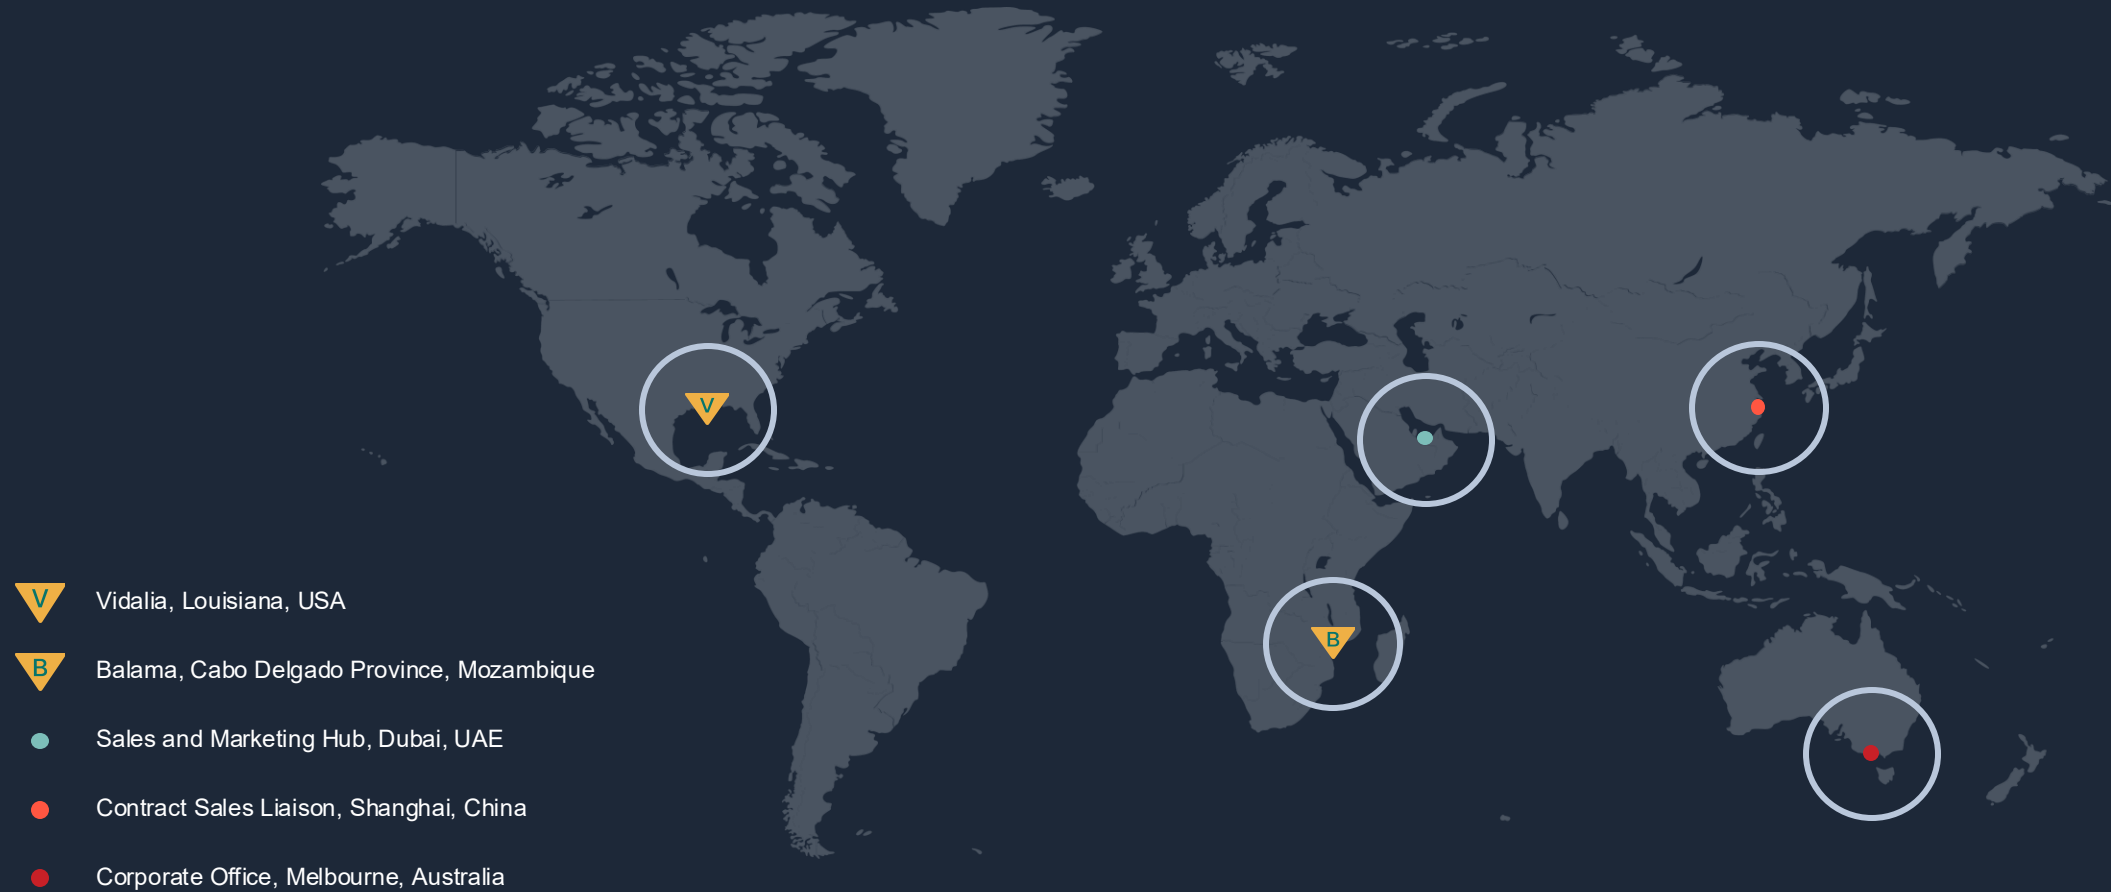 V
B
V Vidalia, Louisiana, USA
B Balama, Cabo Delgado Province, Mozambique
Sales and Marketing Hub, Dubai, UAE
Contract Sales Liaison, Shanghai, China
Corporate Office, Melbourne, Australia